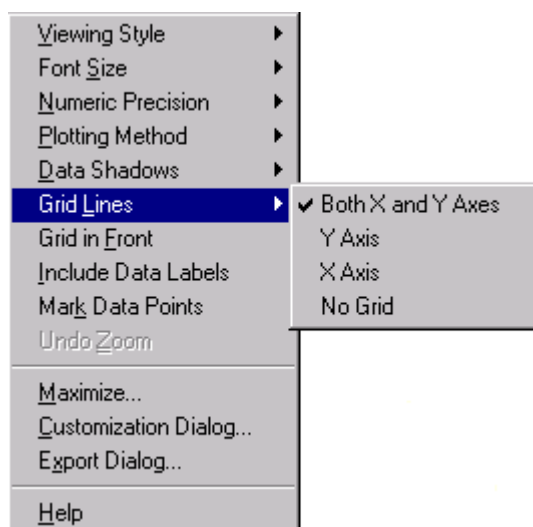 Viewing Style
Font Size
Numeric Precision
Plotting Method
Data Shadows
Grid Lines
Both X and Y Axes
Grid in Front
Y Axis
Include Data Labels
X Axis
Mark Data Points
No Grid
Undo Zoom
Maximize...
Customization Dialog...
Export Dialog...
Help